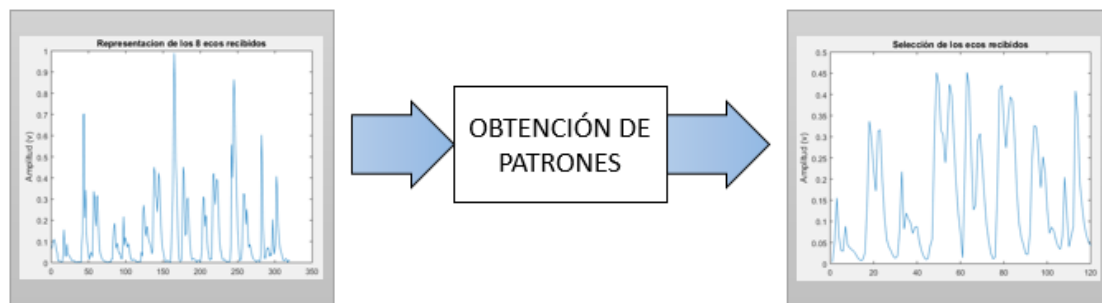 Representacion de los 8 ecos recibidos
Amplitud (v)
1
0.9
0.8
0.7
0.6
0.5
0.4
0.3
0.2
0.1
0
0 50 100 150 200 250 300 350
OBTENCIÓN DE
PATRONES
Selección de los ecos recibidos
Amplitud (v)
0.5
0.45
0.4
0.35
0.3
0.25
0.2
0.15
0.1
0.05
0
0 20 40 60 80 100 120